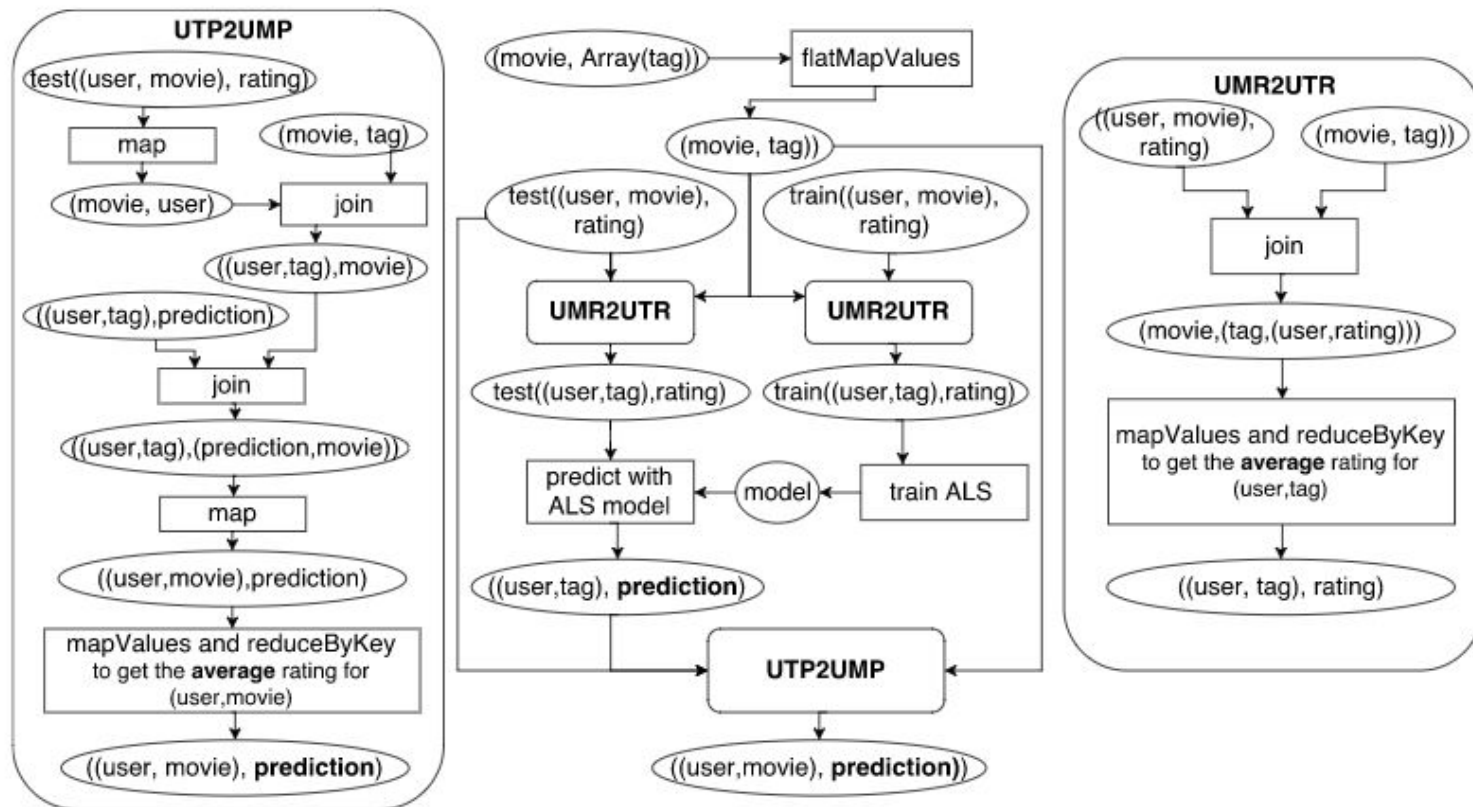 UTP2UMP
test((user, movie), rating)
map
(movie, tag)
(movie, user)
join
((user,tag),movie)
((user,tag),prediction)
join
((user,tag),(prediction,movie))
map
((user,movie),prediction)
mapValues and reduceByKey
to get the average rating for
(user,movie)
((user, movie), prediction)
(movie, Array(tag))
flatMapValues
(movie, tag))
test((user, movie),
rating)
train((user, movie),
rating)
UMR2UTR
UMR2UTR
test((user,tag),rating)
train((user,tag),rating)
predict with
ALS model
model
train ALS
((user,tag), prediction)
UTP2UMP
((user,movie), prediction))
UMR2UTR
((user, movie),
rating)
(movie, tag))
join
(movie,(tag,(user,rating)))
mapValues and reduceByKey
to get the average rating for
(user,tag)
((user, tag), rating)